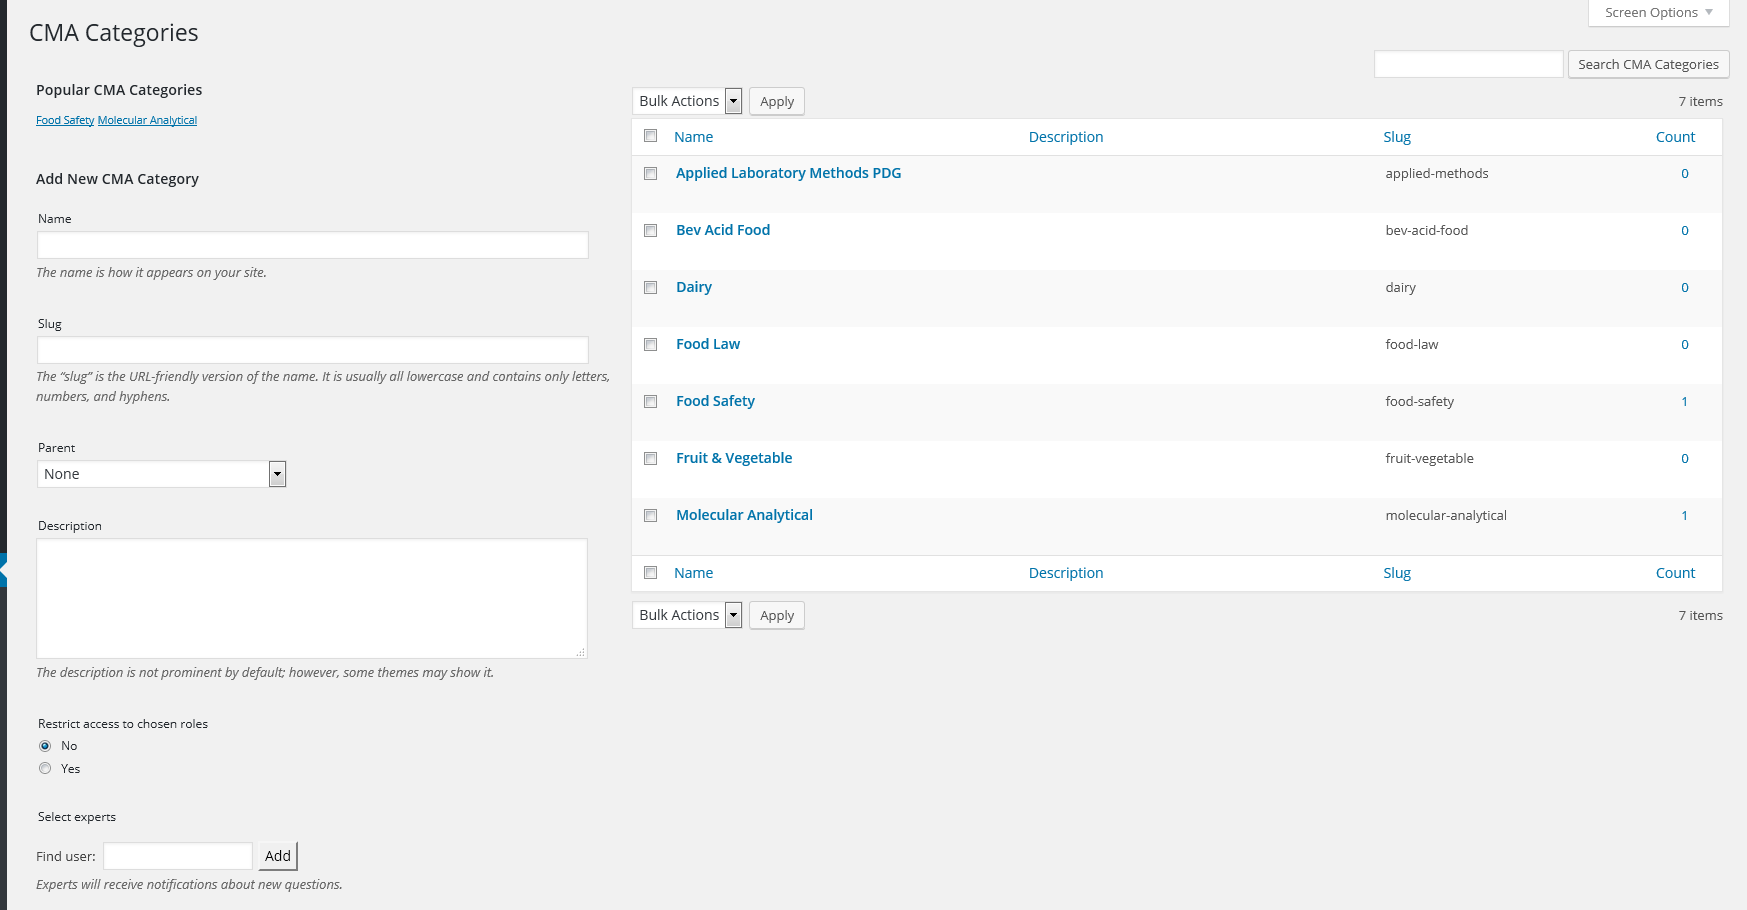 Screen Options
CMA Categories
Search CMA Categories
Popular CMA Categories
Food Safety Molecular Analytical
Add New CMA Category
Name
The name is how it appears on your site.
Slug
The “slug” is the URL-friendly version of the name. It is usually all lowercase and contains only letters,
numbers, and hyphens.
Parent
None
Description
The description is not prominent by default; however, some themes may show it.
Restrict access to chosen roles
No
Yes
Select experts
Find user: Add
Experts will receive notifications about new questions.
Bulk Actions Apply 7 items
Name Description Slug Count
Applied Laboratory Methods PDG applied-methods 0
Bev Acid Food bev-acid-food 0
Dairy dairy 0
Food Law food-law 0
Food Safety food-safety 1
Fruit & Vegetable fruit-vegetable 0
Molecular Analytical molecular-analytical 1
Name Description Slug Count
Bulk Actions Apply 7 items